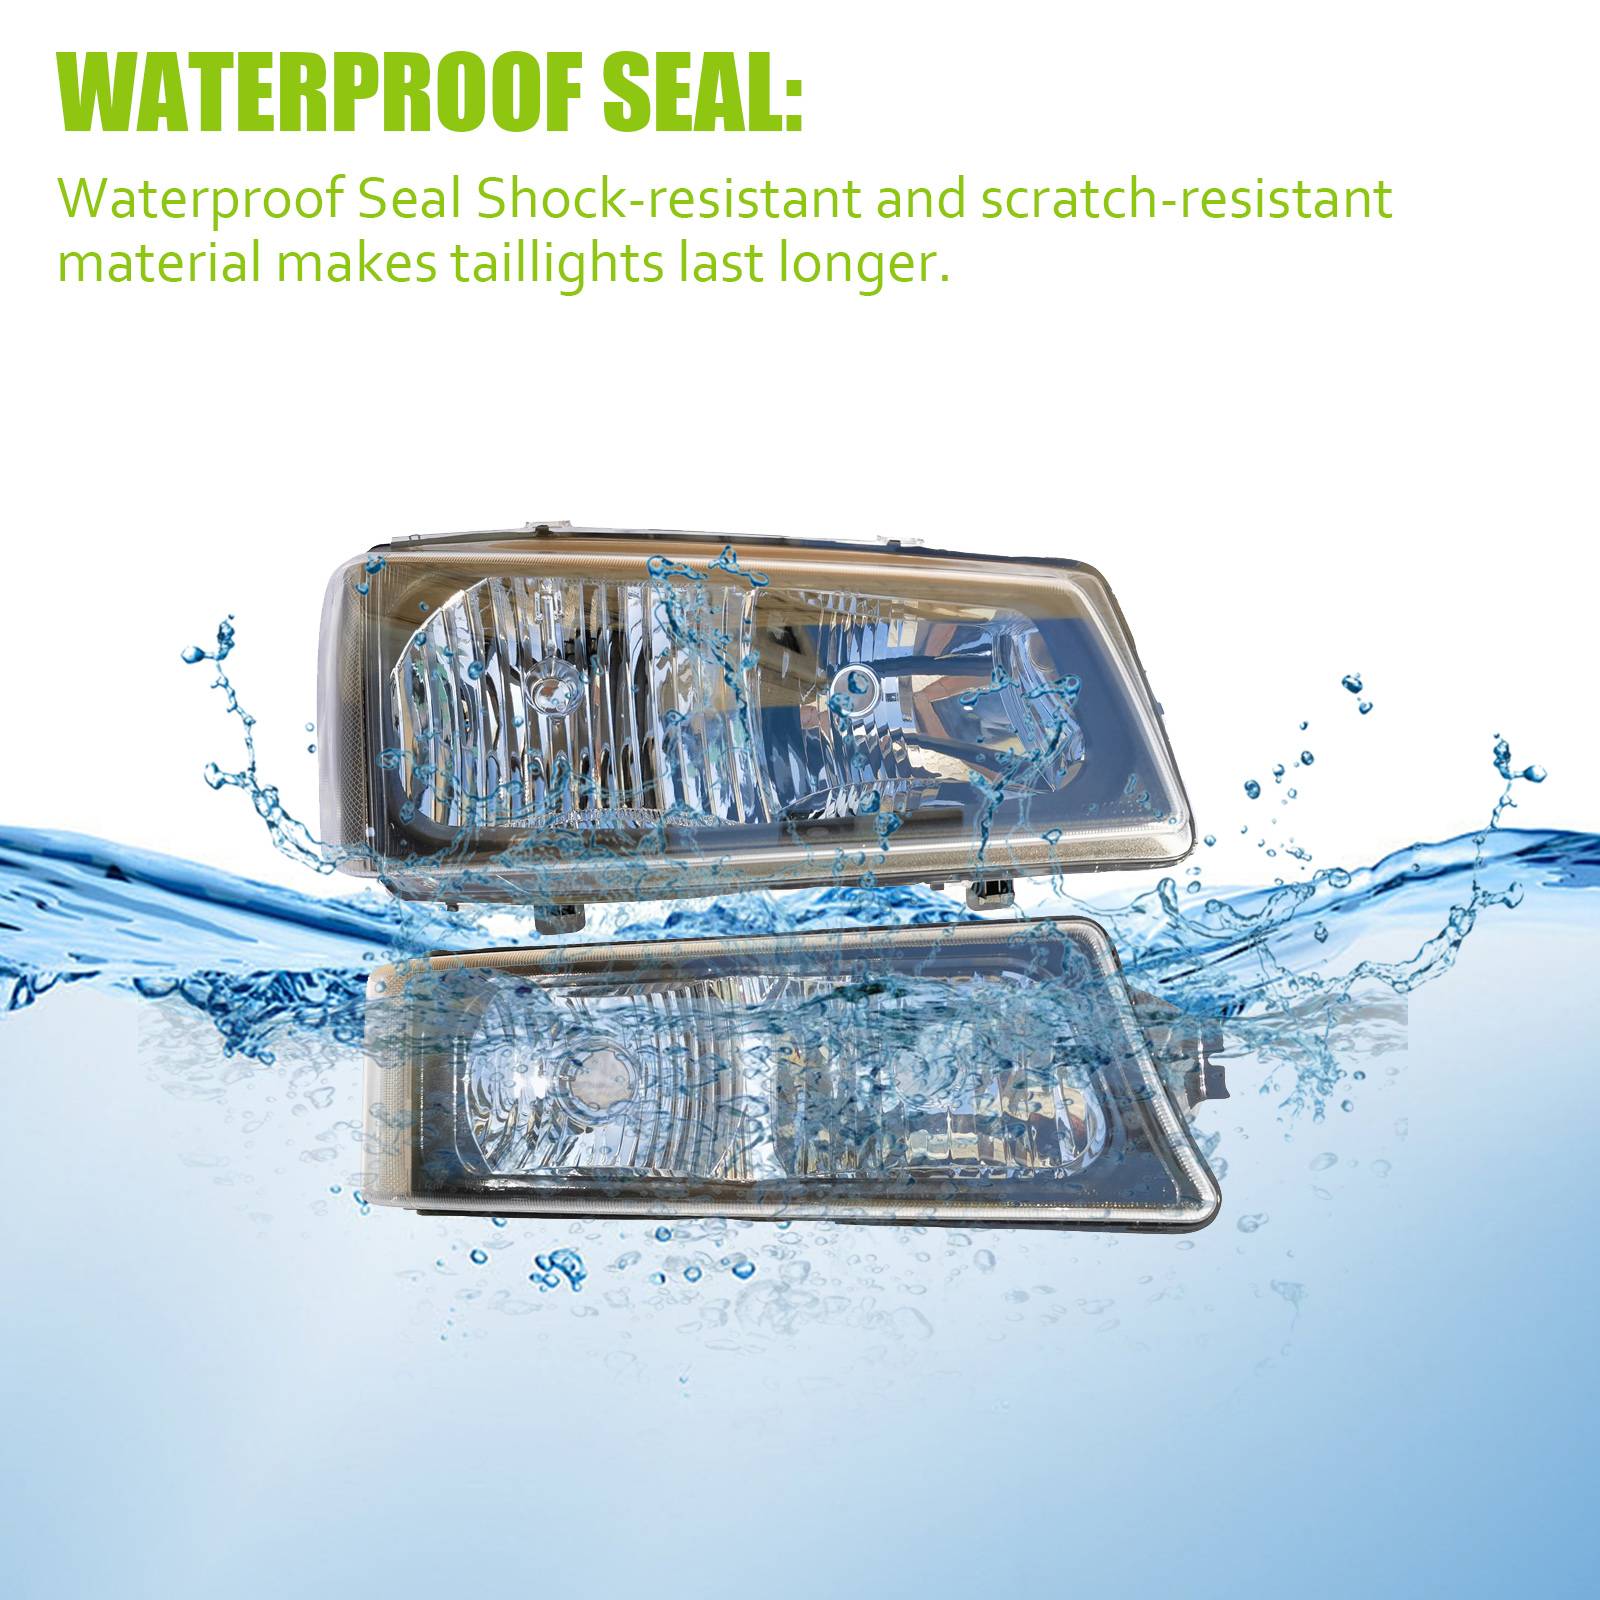 WATERPROOF SEAL:
Waterproof Seal Shock-resistant and scratch-resistant
material makes taillights last longer.